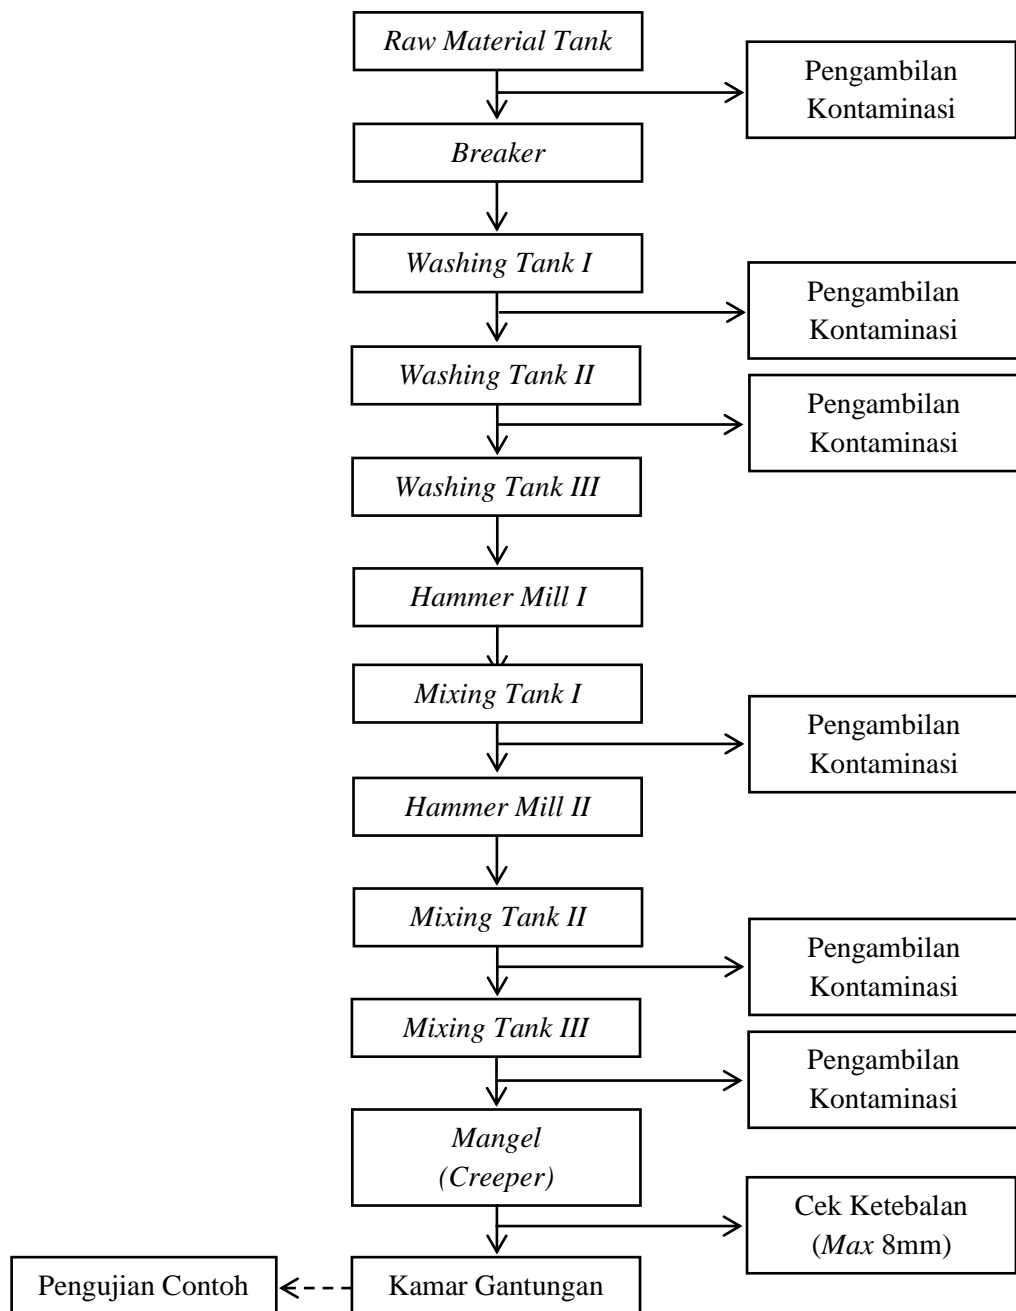 Raw Material Tank
Pengambilan
Kontaminasi
Breaker
Washing Tank I
Pengambilan
Kontaminasi
Washing Tank II
Pengambilan
Kontaminasi
Washing Tank III
Hammer Mill I
Mixing Tank I
Pengambilan
Kontaminasi
Hammer Mill II
Mixing Tank II
Pengambilan
Kontaminasi
Mixing Tank III
Pengambilan
Kontaminasi
Mangel
(Creeper)
Cek Ketebalan
(Max 8mm)
Pengujian Contoh
Kamar Gantungan